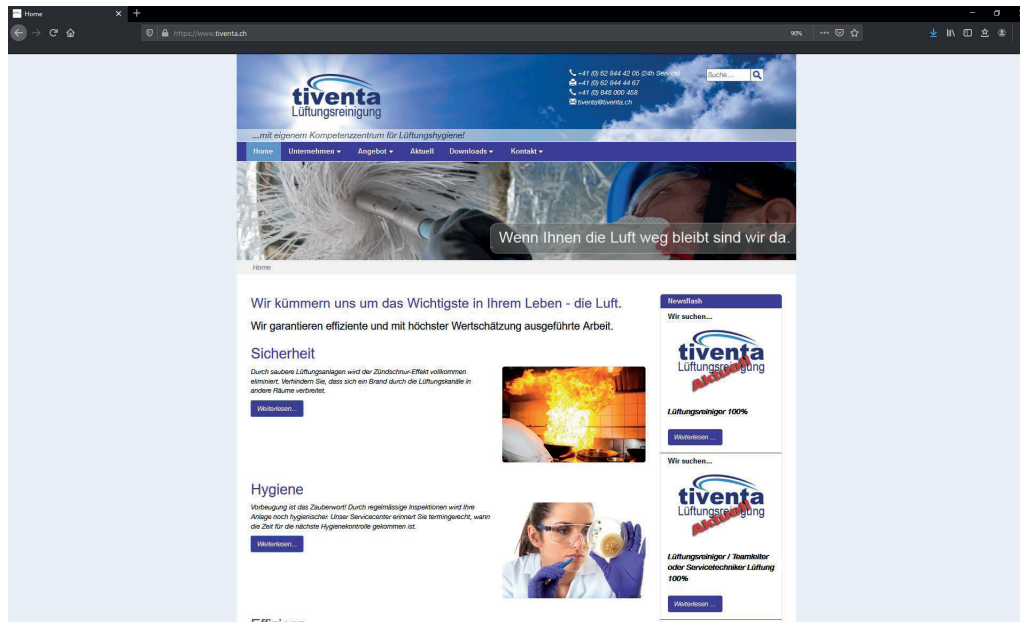 Home
https://www.tiventa.ch
90%
tiventa
Lüftungsreinigung
+41 (0) 62 844 42 05 (24h Service)
+41 (0) 62 844 44 67
+41 (0) 848 000 458
tiventa@tiventa.ch
Suche ...
...mit eigenem Kompetenzzentrum für Lüftungshygiene!
Home Unternehmen Angebot Aktuell Downloads Kontakt
Wenn Ihnen die Luft weg bleibt sind wir da.
Home
Wir kümmern uns um das Wichtigste in Ihrem Leben - die Luft.
Wir garantieren effiziente und mit höchster Wertschätzung ausgeführte Arbeit.
Sicherheit
Durch saubere Lüftungsanlagen wird der Zündschnur-Effekt vollkommen
eliminiert. Verhindern Sie, dass sich ein Brand durch die Lüftungskanäle in
andere Räume verbreitet.
Weiterlesen...
Hygiene
Vorbeugung ist das Zauberwort! Durch regelmässige Inspektionen wird Ihre
Anlage noch hygienischer. Unser Servicecenter erinnert Sie termingerecht, wann
die Zeit für die nächste Hygienekontrolle gekommen ist.
Weiterlesen...
Newsflash
Wir suchen...
tiventa
Lüftungsreinigung
Aktuell
Lüftungsreiniger 100%
Weiterlesen ...
Wir suchen...
tiventa
Lüftungsreinigung
Aktuell
Lüftungsreiniger / Teamleiter
oder Servicetechniker Lüftung
100%
Weiterlesen ...